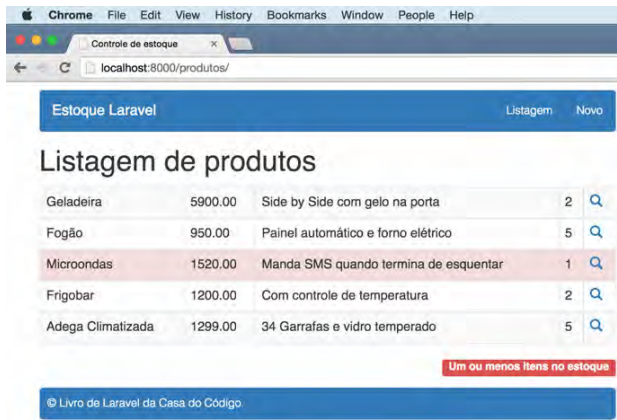 Chrome File Edit View History Bookmarks Window People Help
Controle de estoque
localhost:8000/produtos/
Estoque Laravel Listagem Novo
Listagem de produtos
Geladeira 5900.00 Side by Side com gelo na porta 2
Fogão 950.00 Painel automático e forno elétrico 5
Microondas 1520.00 Manda SMS quando termina de esquentar 1
Frigobar 1200.00 Com controle de temperatura 2
Adega Climatizada 1299.00 34 Garrafas e vidro temperado 5
Um ou menos itens no estoque
© Livro de Laravel da Casa do Código.